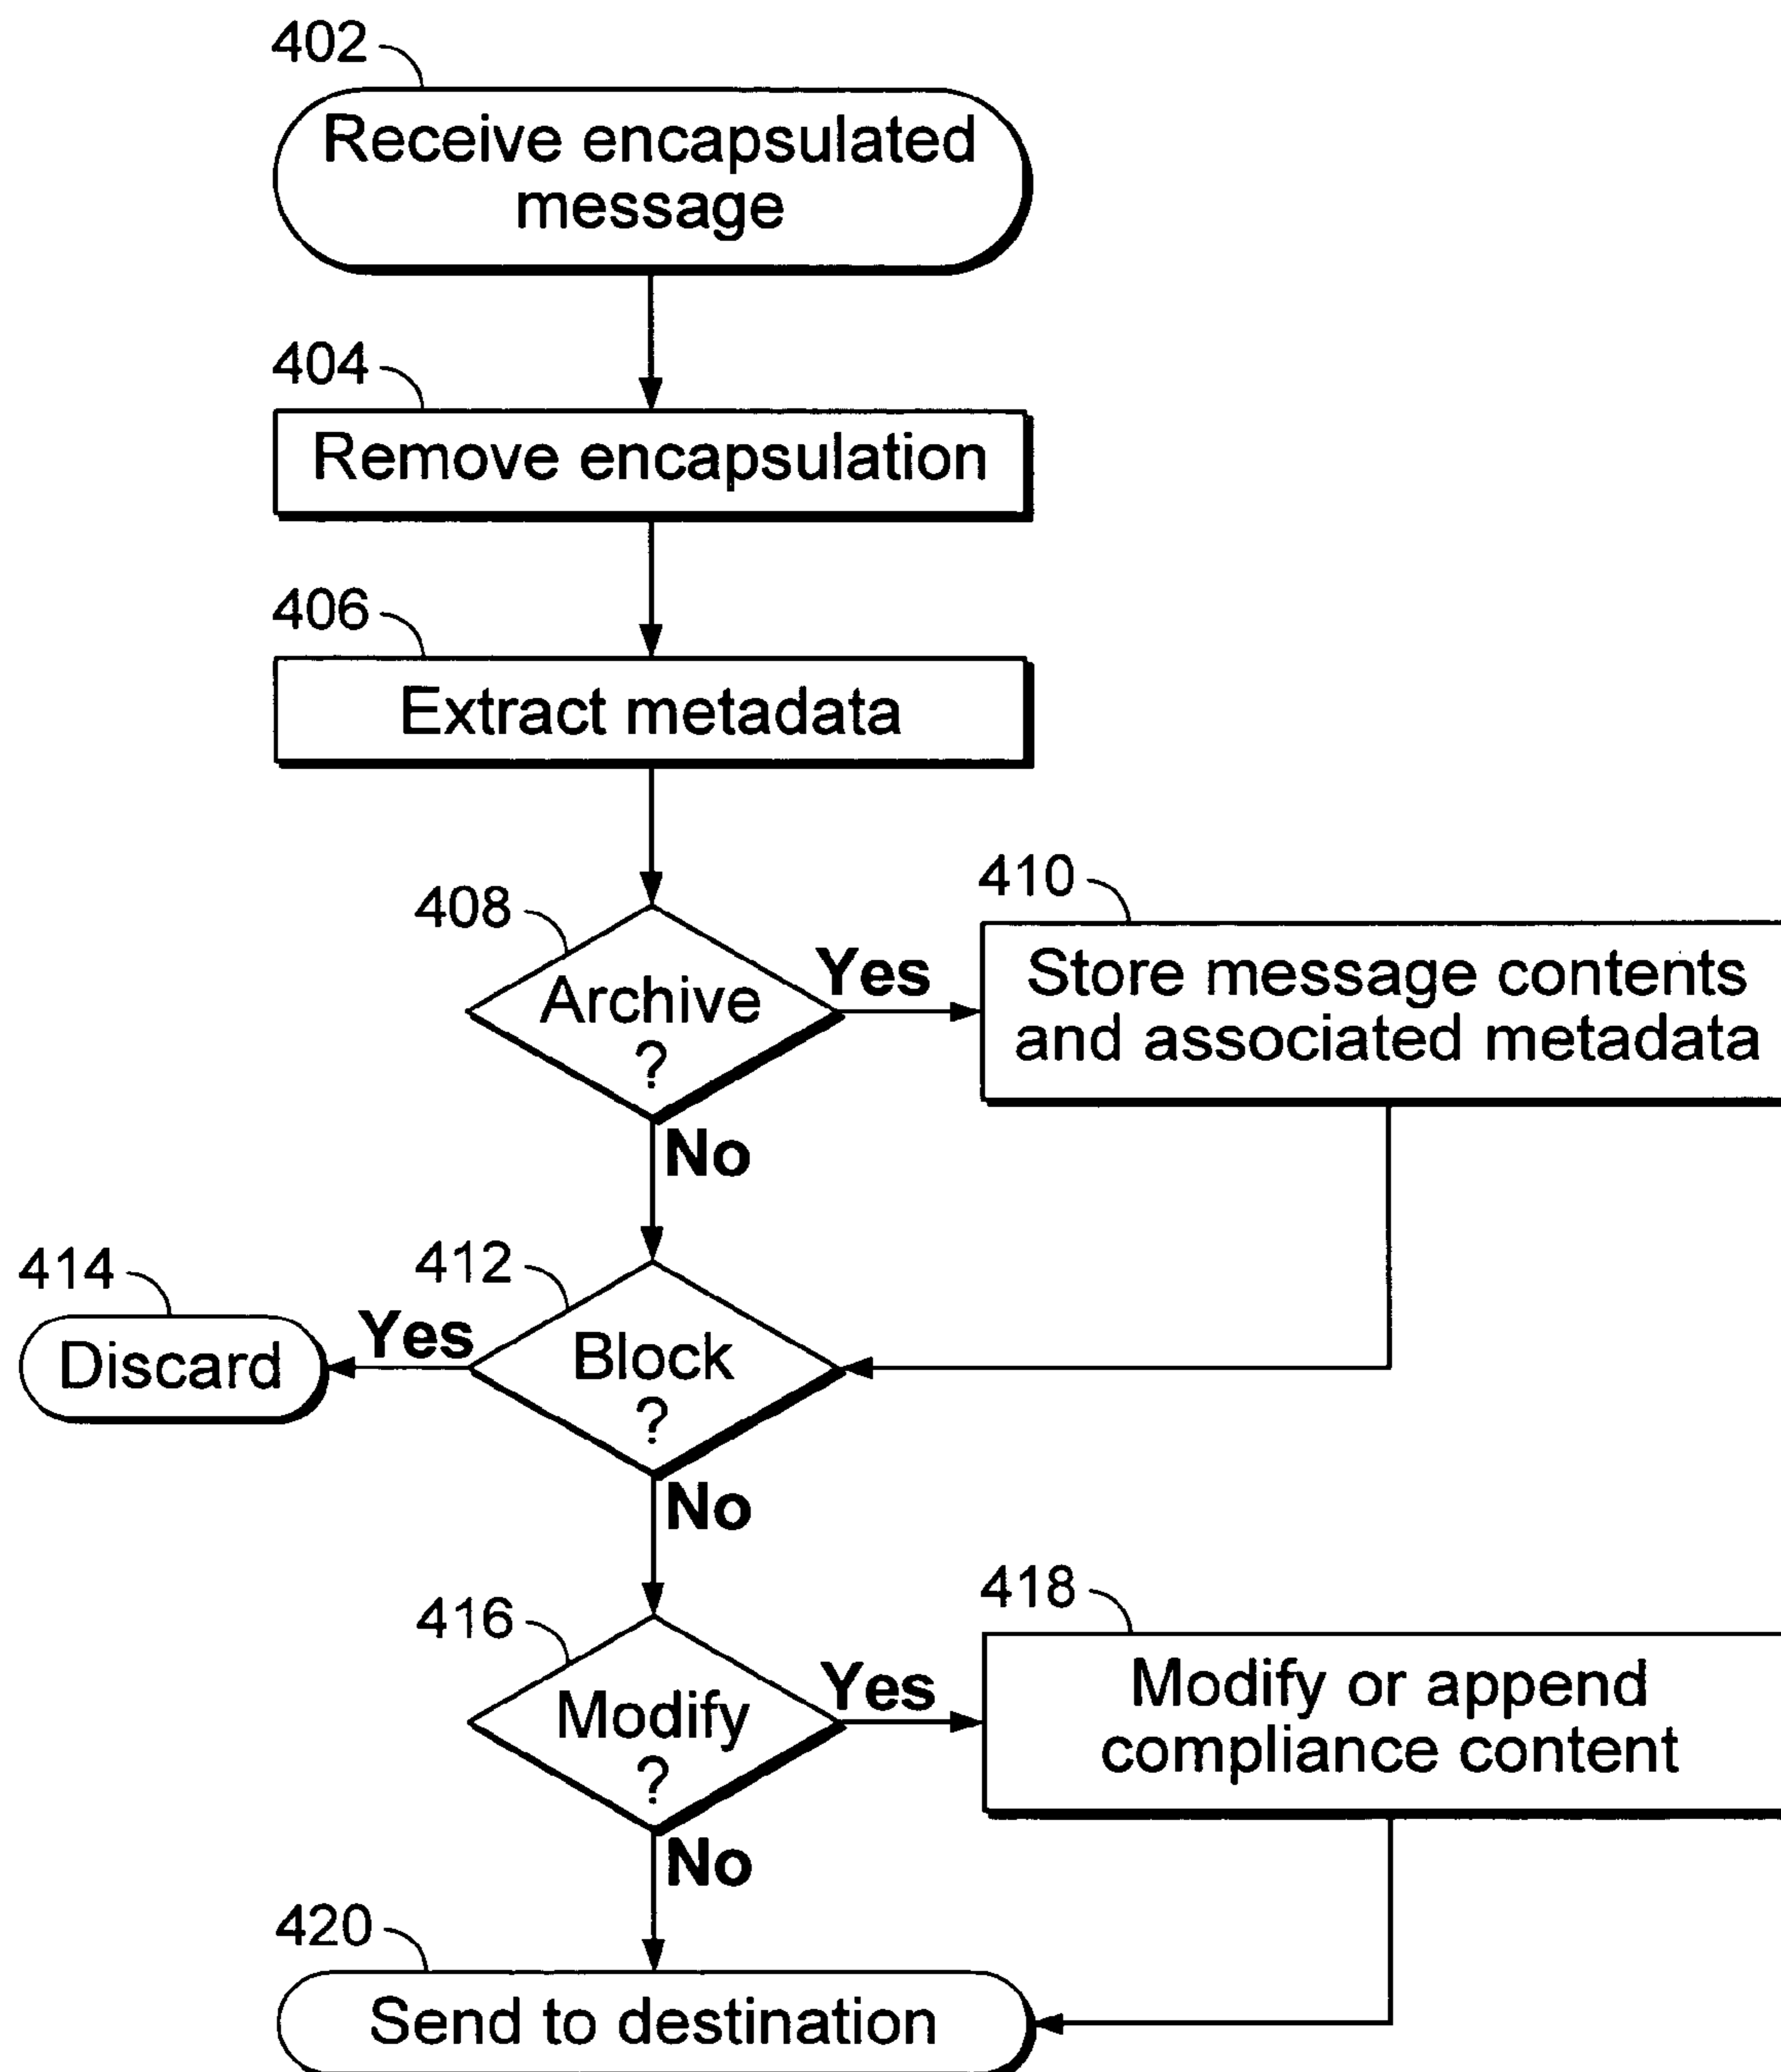 402
Receive encapsulated
message
404
Remove encapsulation
406
Extract metadata
408
Archive
?
Yes
No
410
Store message contents
and associated metadata
412
Block
?
Yes
No
414
Discard
416
Modify
?
Yes
No
418
Modify or append
compliance content
420
Send to destination